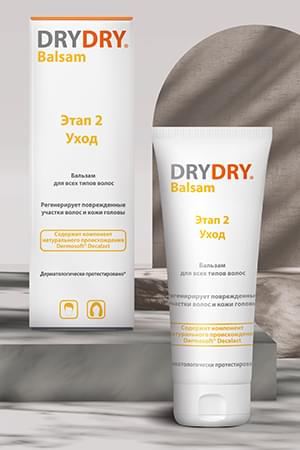 DRYDRY®
Balsam
Этап 2
Уход
Бальзам
для всех типов волос
Регенерирует поврежденные
участки волос и кожи головы
Содержит компонент
натурального происхождения
Dermosoft® Decalact
Дерматологически протестировано*
DRYDRY®
Balsam
Этап 2
Уход
Бальзам
для всех типов волос
Регенерирует поврежденные
участки волос и кожи головы
Содержит компонент
натурального происхождения
Dermosoft® Decalact
Дерматологически протестировано*